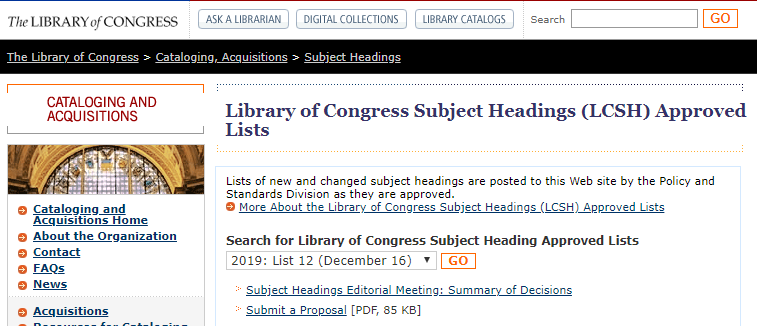 The LIBRARY of CONGRESS
ASK A LIBRARIAN
DIGITAL COLLECTIONS
LIBRARY CATALOGS
Search
GO
The Library of Congress > Cataloging, Acquisitions > Subject Headings
CATALOGING AND
ACQUISITIONS
Cataloging and
Acquisitions Home
About the Organization
Contact
FAQs
News
Acquisitions
Resources for Cataloging
Library of Congress Subject Headings (LCSH) Approved
Lists
Lists of new and changed subject headings are posted to this Web site by the Policy and
Standards Division as they are approved.
More About the Library of Congress Subject Headings (LCSH) Approved Lists
Search for Library of Congress Subject Heading Approved Lists
2019: List 12 (December 16)
GO
Subject Headings Editorial Meeting: Summary of Decisions
Submit a Proposal [PDF, 85 KB]